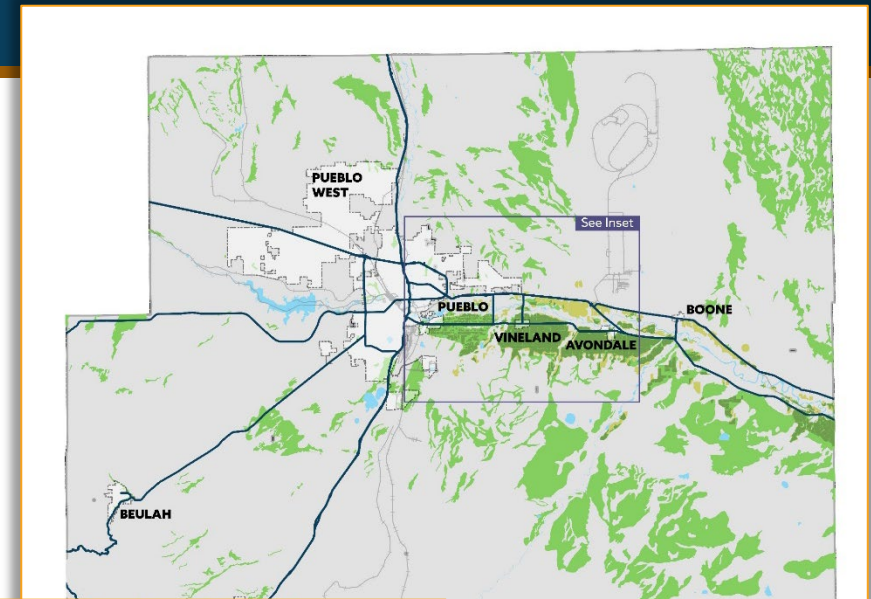 PUEBLO
WEST
See Inset
PUEBLO
BOONE
VINELAND
AVONDALE
BEULAH